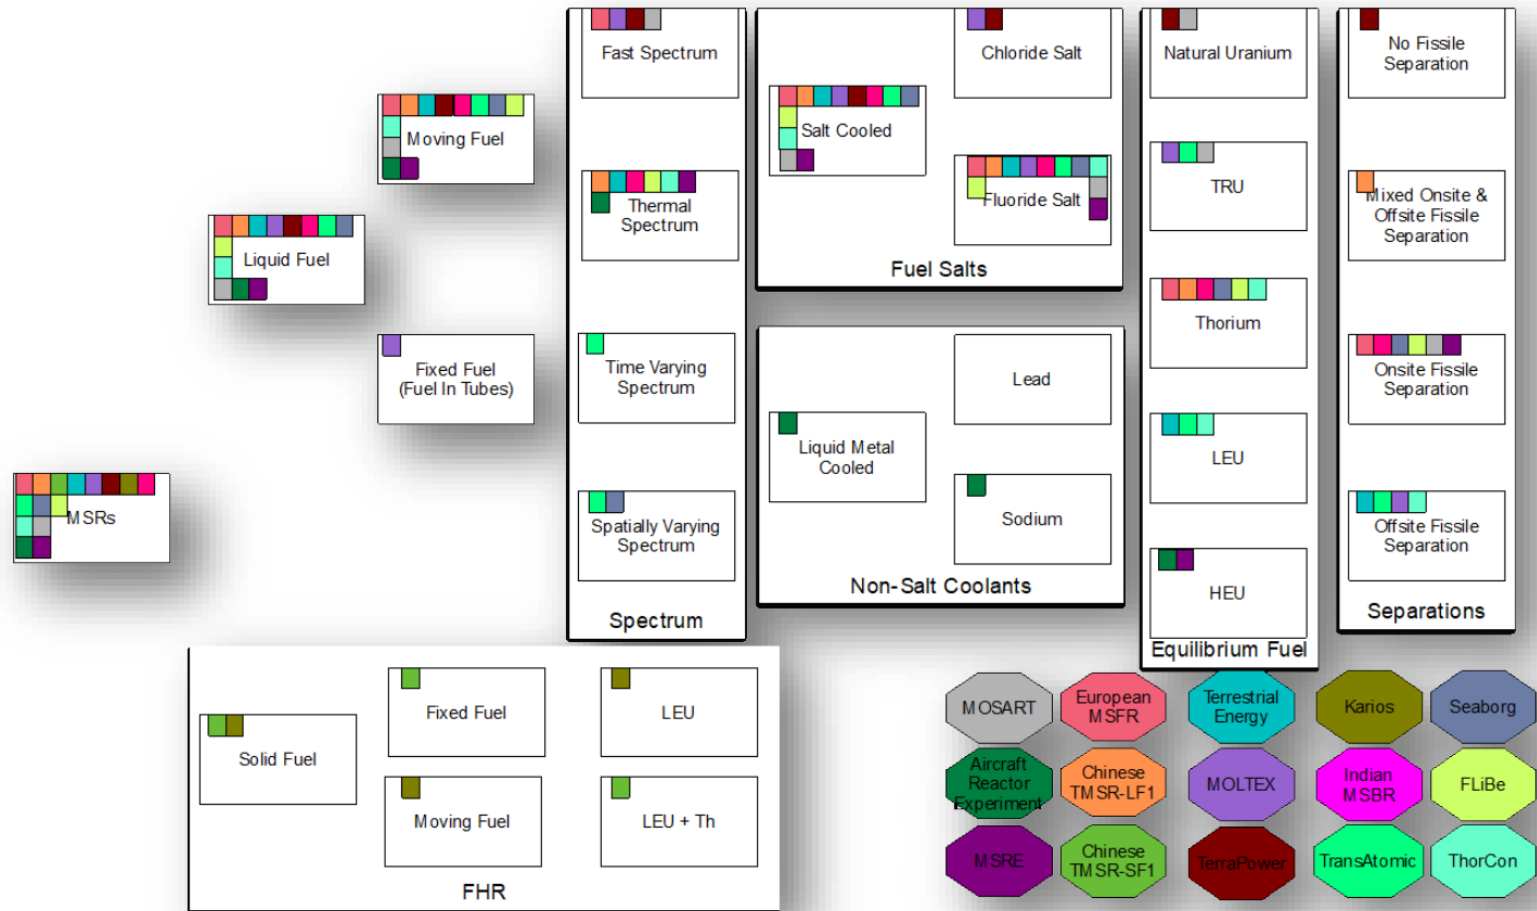 Fast Spectrum
Chloride Salt
Natural Uranium
No Fissile
Separation
Moving Fuel
Salt Cooled
Thermal
Spectrum
Fluoride Salt
TRU
Mixed Onsite &
Offsite Fissile
Separation
Liquid Fuel
Fuel Salts
Thorium
Fixed Fuel
(Fuel In Tubes)
Time Varying
Spectrum
Lead
Onsite Fissile
Separation
Liquid Metal
Cooled
LEU
MSRs
Spatially Varying
Spectrum
Sodium
Offsite Fissile
Separation
Non-Salt Coolants
HEU
Spectrum
Separations
Equilibrium Fuel
Solid Fuel
Fixed Fuel
LEU
Moving Fuel
LEU + Th
FHR
MOSART
European
MSFR
Terrestrial
Energy
Karios
Seaborg
Aircraft
Reactor
Experiment
Chinese
TMSR-LF1
MOLTEX
Indian
MSBR
FLiBe
MSRE
Chinese
TMSR-SF1
TerraPower
TransAtomic
ThorCon